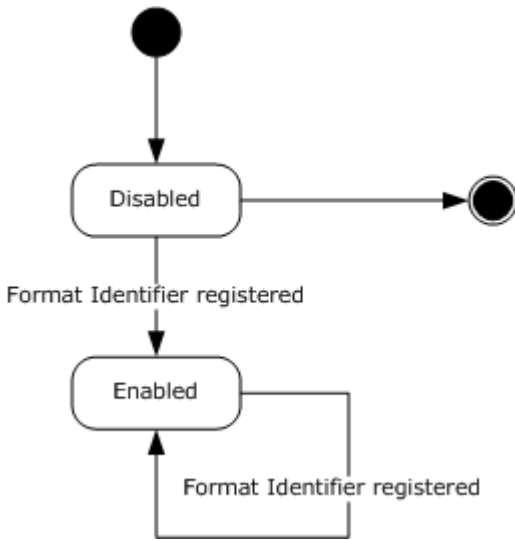 Disabled
Format Identifier registered
Enabled
Format Identifier registered